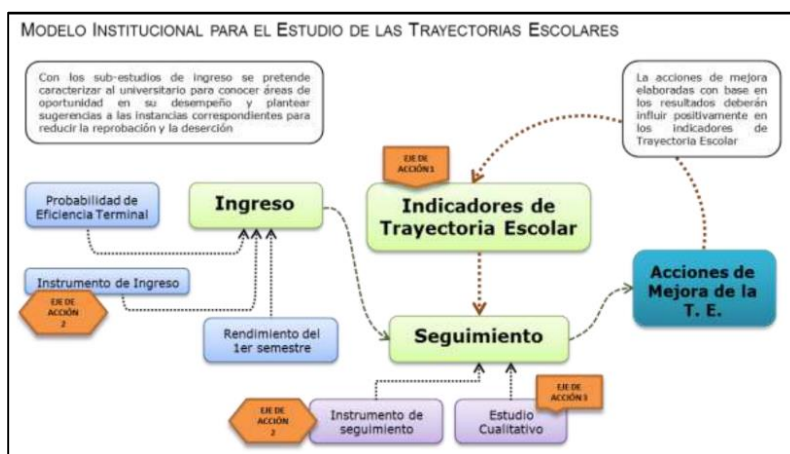 MODELO INSTITUCIONAL PARA EL ESTUDIO DE LAS TRAYECTORIAS ESCOLARES
Con los sub-estudios de ingreso se pretende
caracterizar al universitario para conocer áreas de
oportunidad en su desempeño y plantear
sugerencias a las instancias correspondientes para
reducir la reprobación y la deserción
La acciones de mejora
elaboradas con base en
los resultados deberán
influir positivamente en
los indicadores de
Trayectoria Escolar
EJE DE
ACCIÓN 1
Probabilidad de
Eficiencia Terminal
Ingreso
Indicadores de
Trayectoria Escolar
Instrumento de Ingreso
EJE DE
ACCIÓN
2
Acciones de
Mejora de la
T. E.
Rendimiento del
1er semestre
Seguimiento
EJE DE
ACCIÓN
2
Instrumento de
seguimiento
Estudio
Cualitativo
EJE DE
ACCIÓN 3